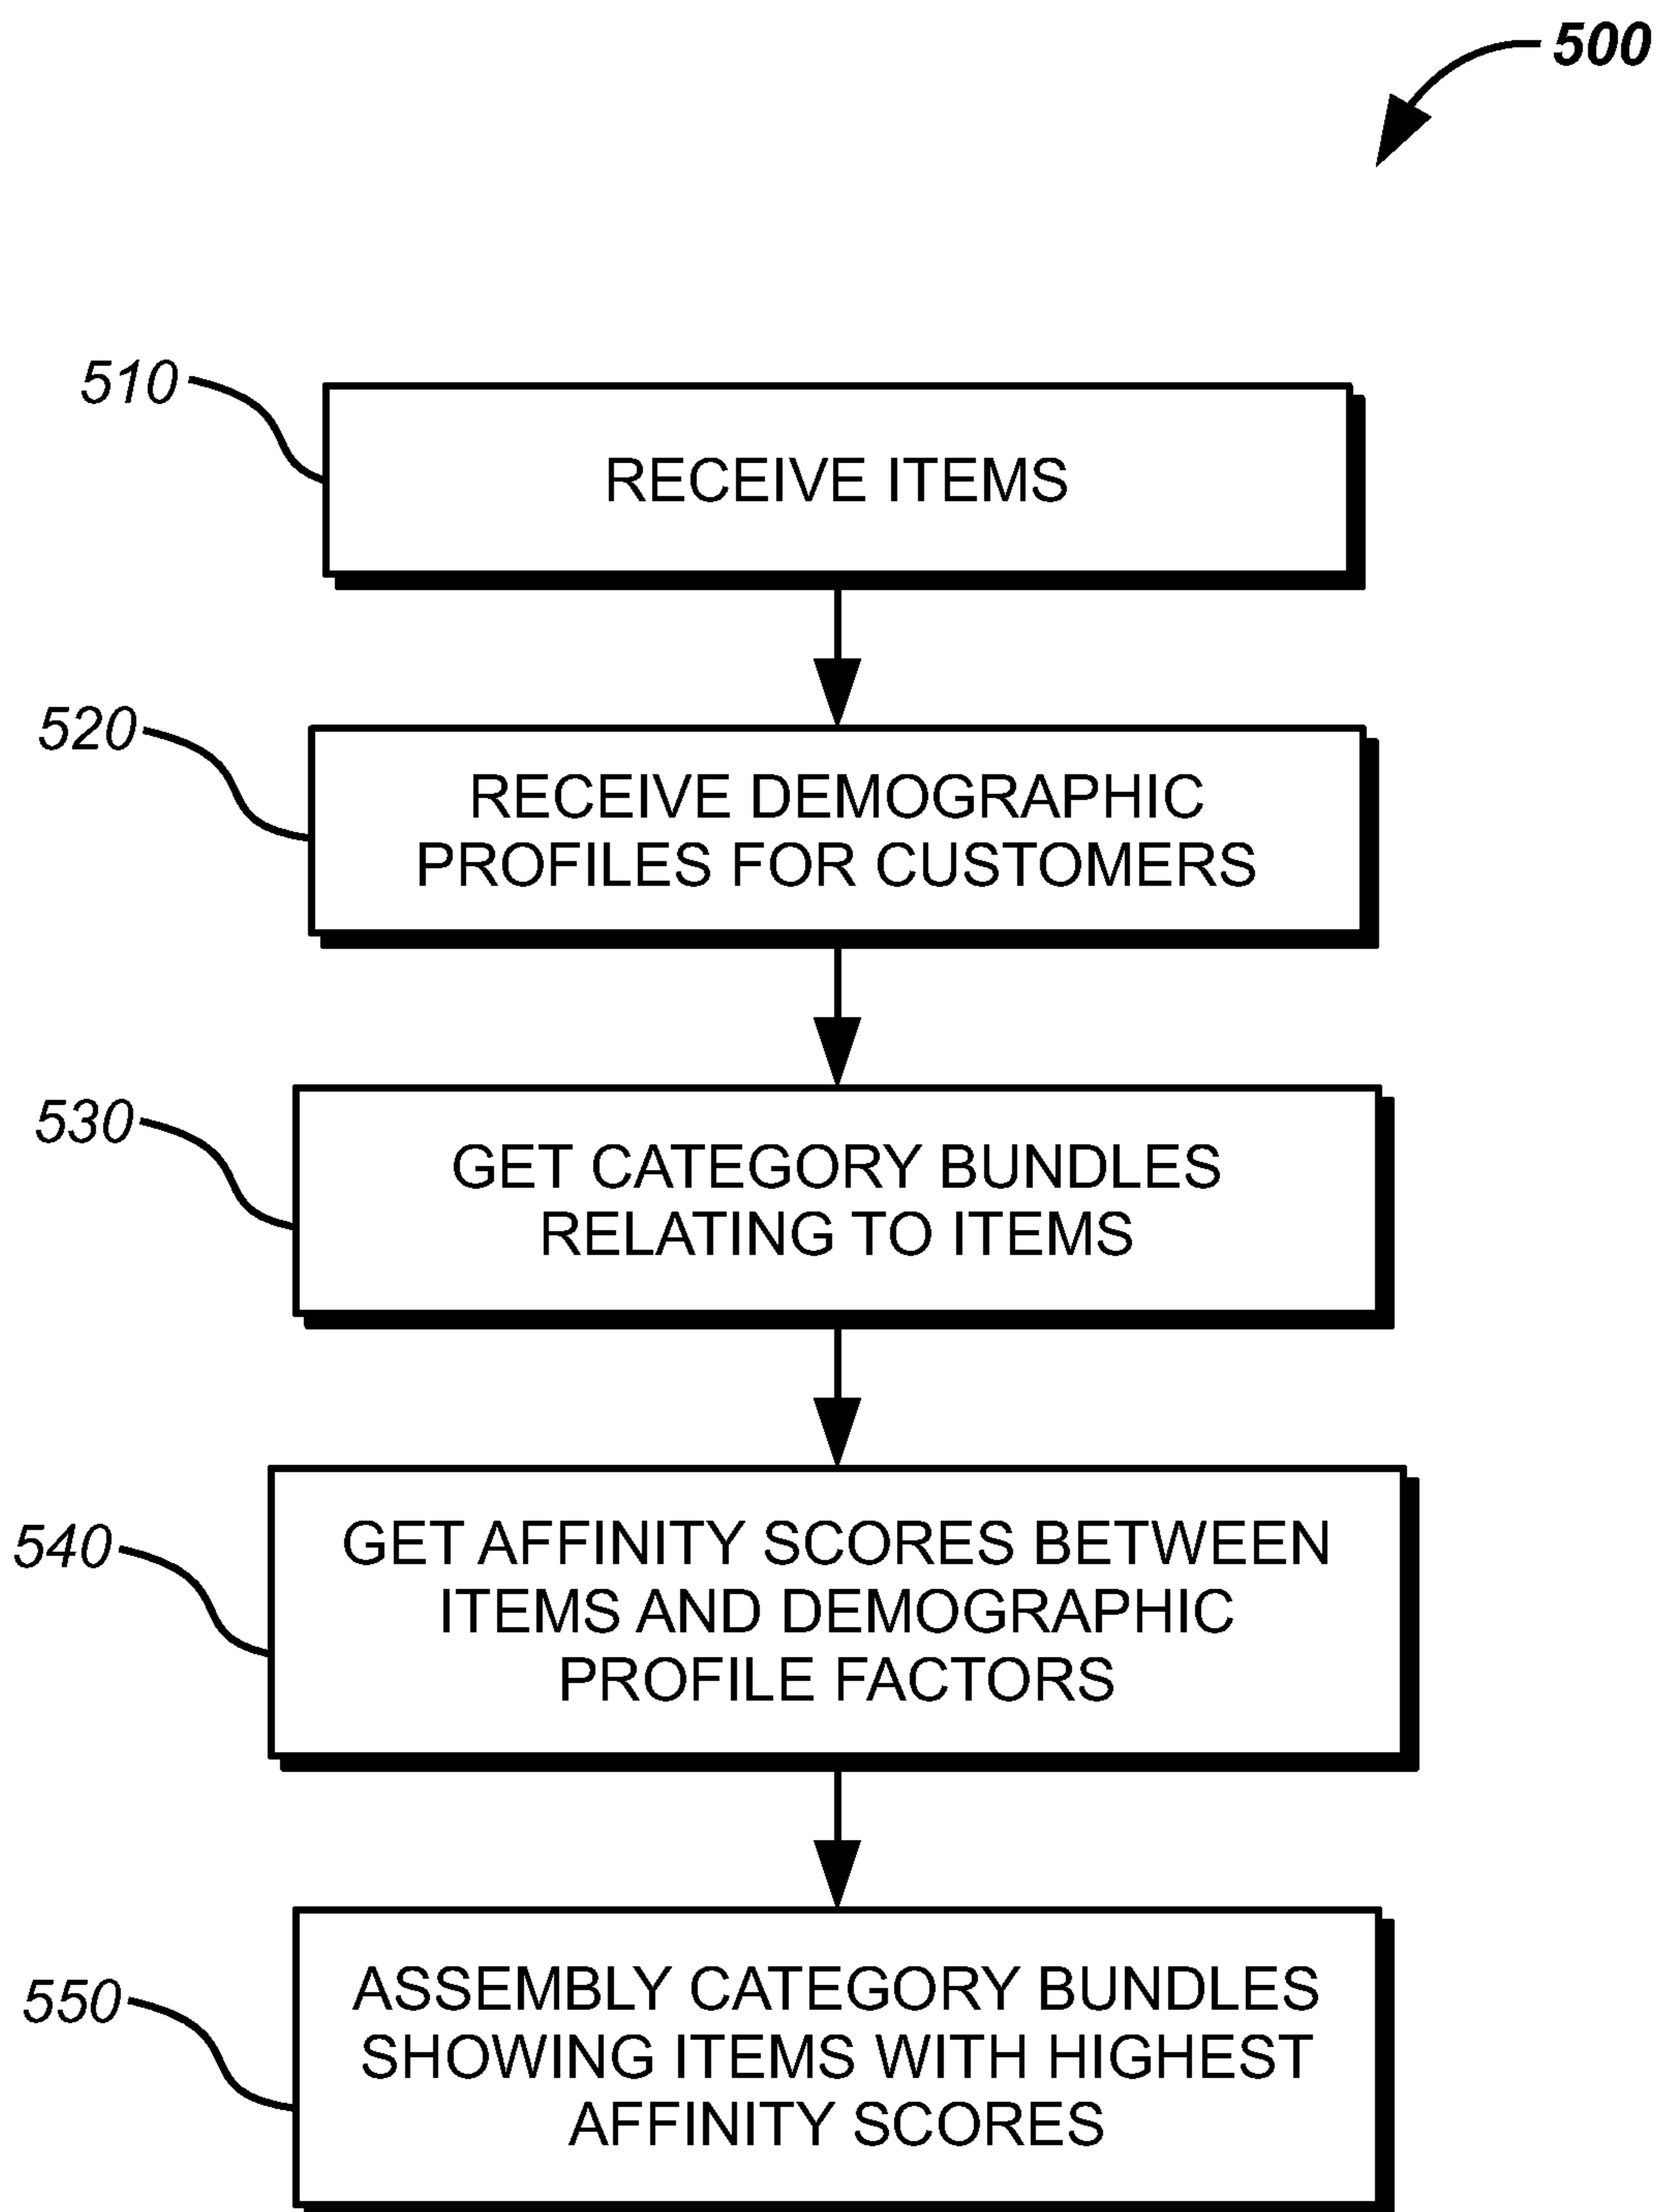 500
510
RECEIVE ITEMS
520
RECEIVE DEMOGRAPHIC
PROFILES FOR CUSTOMERS
530
GET CATEGORY BUNDLES
RELATING TO ITEMS
540
GET AFFINITY SCORES BETWEEN
ITEMS AND DEMOGRAPHIC
PROFILE FACTORS
550
ASSEMBLY CATEGORY BUNDLES
SHOWING ITEMS WITH HIGHEST
AFFINITY SCORES